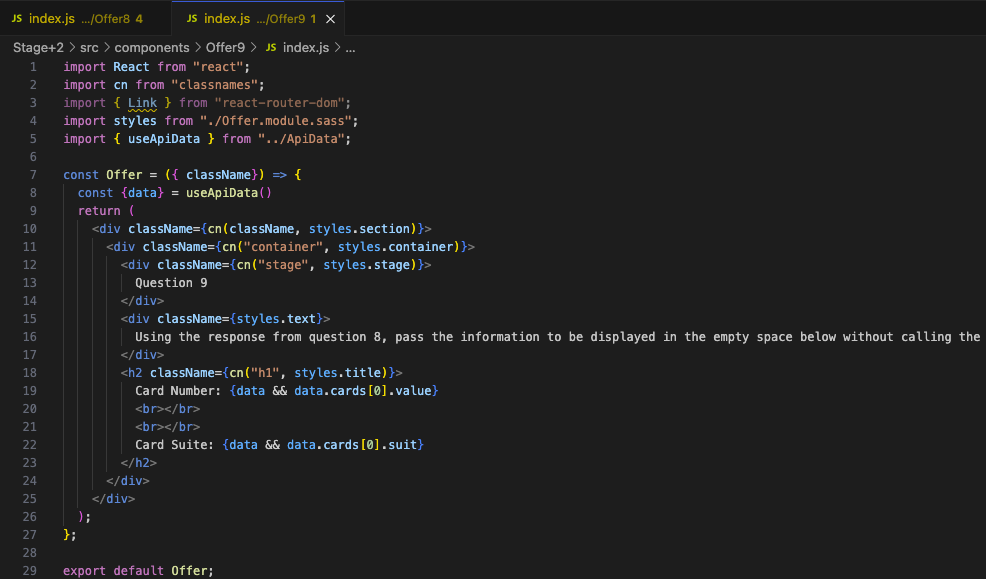 JS index.js .../Offer8 4 JS index.js .../Offer9 1 ×
Stage+2 > src > components > Offer9 > JS index.js > ...
1 import React from "react";
2 import cn from "classnames";
3 import { Link } from "react-router-dom";
4 import styles from "./Offer.module.sass";
5 import { useApiData } from "../ApiData";
6
7 const Offer = ({ className}) => {
8 const {data} = useApiData()
9 return (
10 <div className={cn(className, styles.section)}>
11 <div className={cn("container", styles.container)}>
12 <div className={cn("stage", styles.stage)}>
13 Question 9
14 </div>
15 <div className={styles.text}>
16 Using the response from question 8, pass the information to be displayed in the empty space below without calling the
17 </div>
18 <h2 className={cn("h1", styles.title)}>
19 Card Number: {data && data.cards[0].value}
20 <br></br>
21 <br></br>
22 Card Suite: {data && data.cards[0].suit}
23 </h2>
24 </div>
25 </div>
26 );
27 };
28
29 export default Offer;